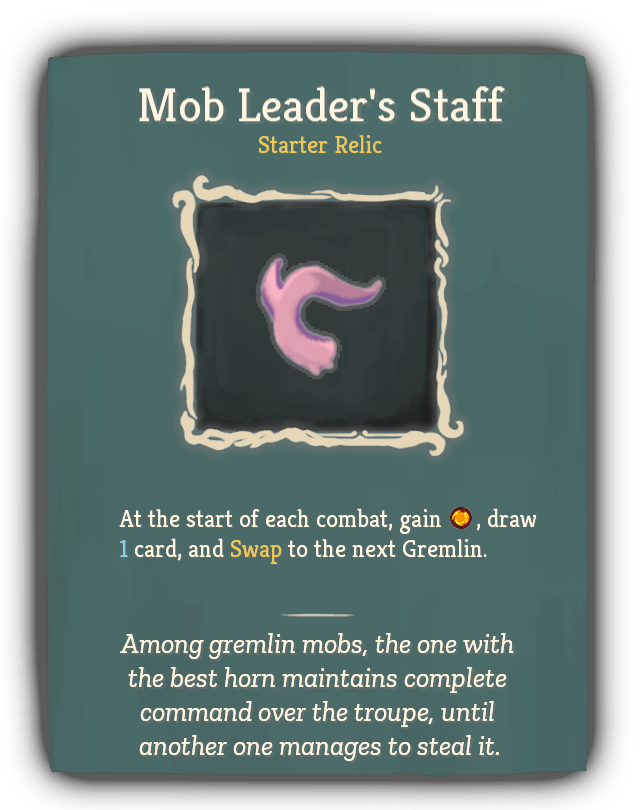 Mob Leader's Staff
Starter Relic
At the start of each combat, gain , draw
1 card, and Swap to the next Gremlin.
Among gremlin mobs, the one with
the best horn maintains complete
command over the troupe, until
another one manages to steal it.